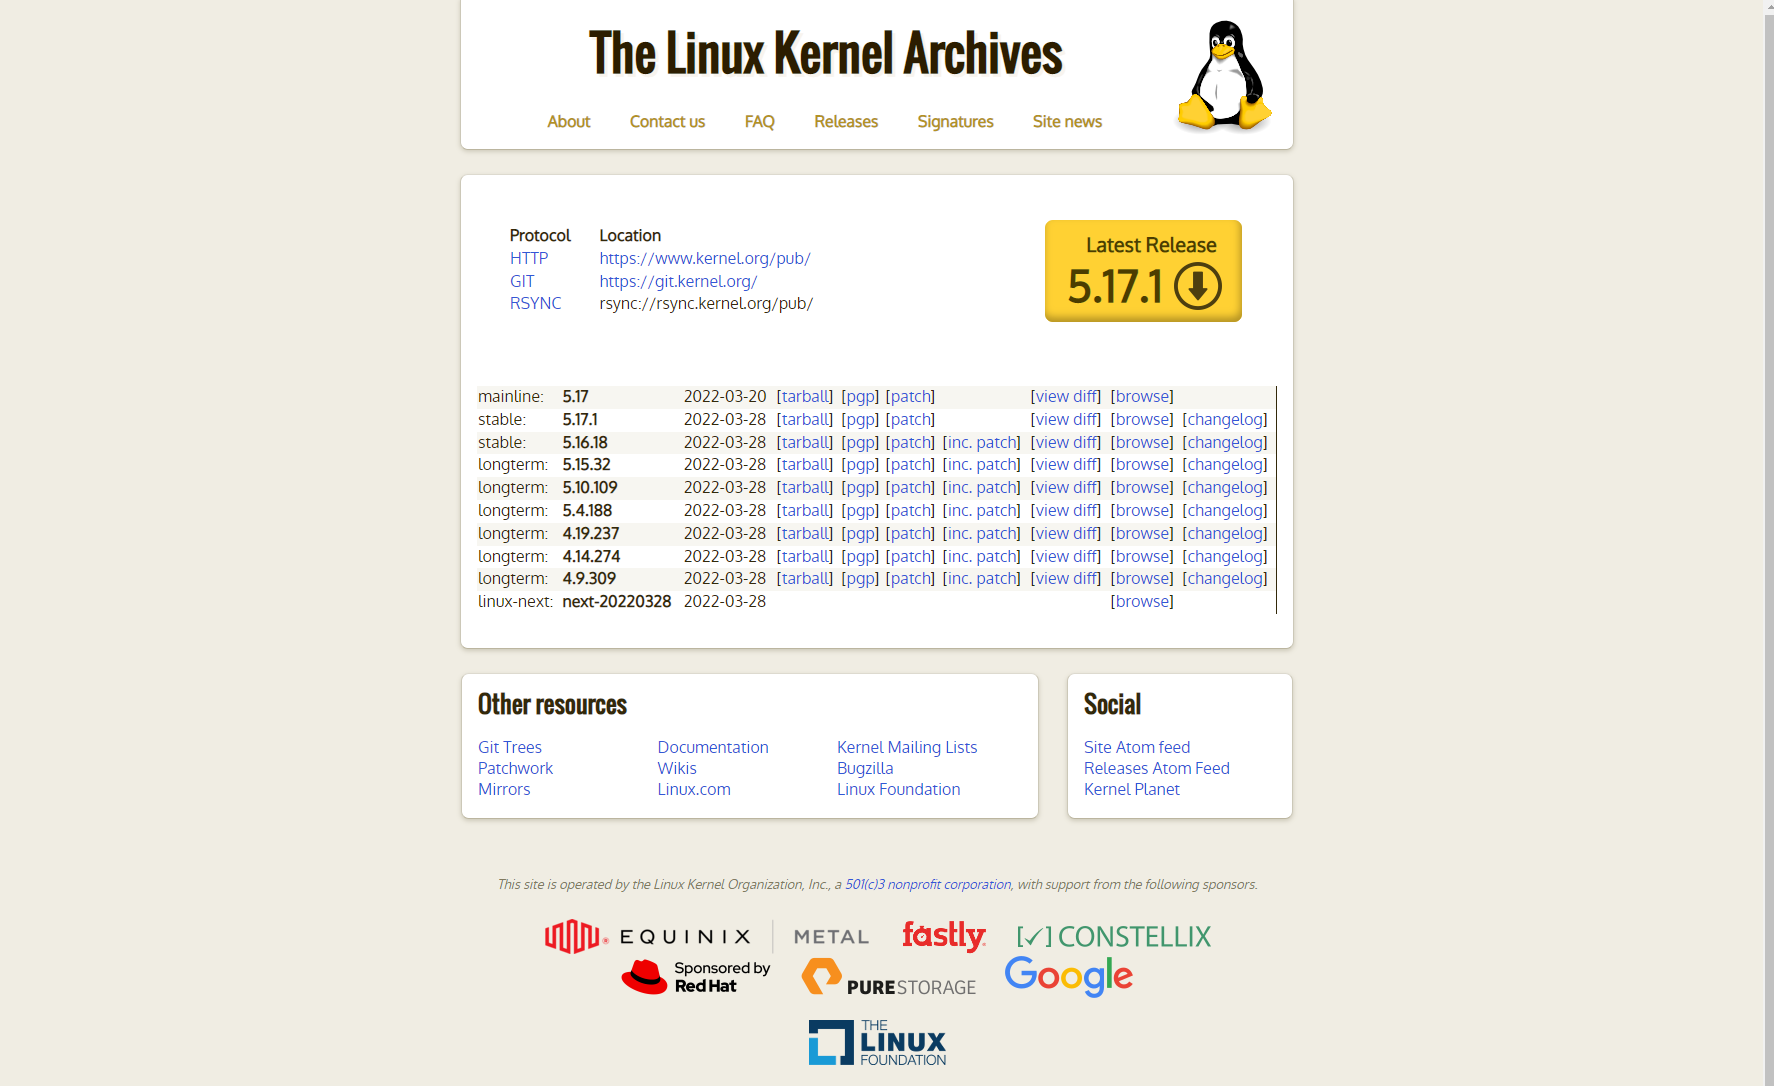 The Linux Kernel Archives
About Contact us FAQ Releases Signatures Site news
Protocol Location
HTTP https://www.kernel.org/pub/
GIT https://git.kernel.org/
RSYNC rsync://rsync.kernel.org/pub/
Latest Release
5.17.1
mainline: 5.17 2022-03-20 [tarball] [pgp] [patch] [view diff] [browse]
stable: 5.17.1 2022-03-28 [tarball] [pgp] [patch] [view diff] [browse] [changelog]
stable: 5.16.18 2022-03-28 [tarball] [pgp] [patch] [inc. patch] [view diff] [browse] [changelog]
longterm: 5.15.32 2022-03-28 [tarball] [pgp] [patch] [inc. patch] [view diff] [browse] [changelog]
longterm: 5.10.109 2022-03-28 [tarball] [pgp] [patch] [inc. patch] [view diff] [browse] [changelog]
longterm: 5.4.188 2022-03-28 [tarball] [pgp] [patch] [inc. patch] [view diff] [browse] [changelog]
longterm: 4.19.237 2022-03-28 [tarball] [pgp] [patch] [inc. patch] [view diff] [browse] [changelog]
longterm: 4.14.274 2022-03-28 [tarball] [pgp] [patch] [inc. patch] [view diff] [browse] [changelog]
longterm: 4.9.309 2022-03-28 [tarball] [pgp] [patch] [inc. patch] [view diff] [browse] [changelog]
linux-next: next-20220328 2022-03-28 [browse]
Other resources
Git Trees Documentation Kernel Mailing Lists
Patchwork Wikis Bugzilla
Mirrors Linux.com Linux Foundation
Social
Site Atom feed
Releases Atom Feed
Kernel Planet
This site is operated by the Linux Kernel Organization, Inc., a 501(c)3 nonprofit corporation, with support from the following sponsors.
EQUINIX METAL fastly CONSTELLIX
Sponsored by
Red Hat
PURESTORAGE
Google
THE
LINUX
FOUNDATION